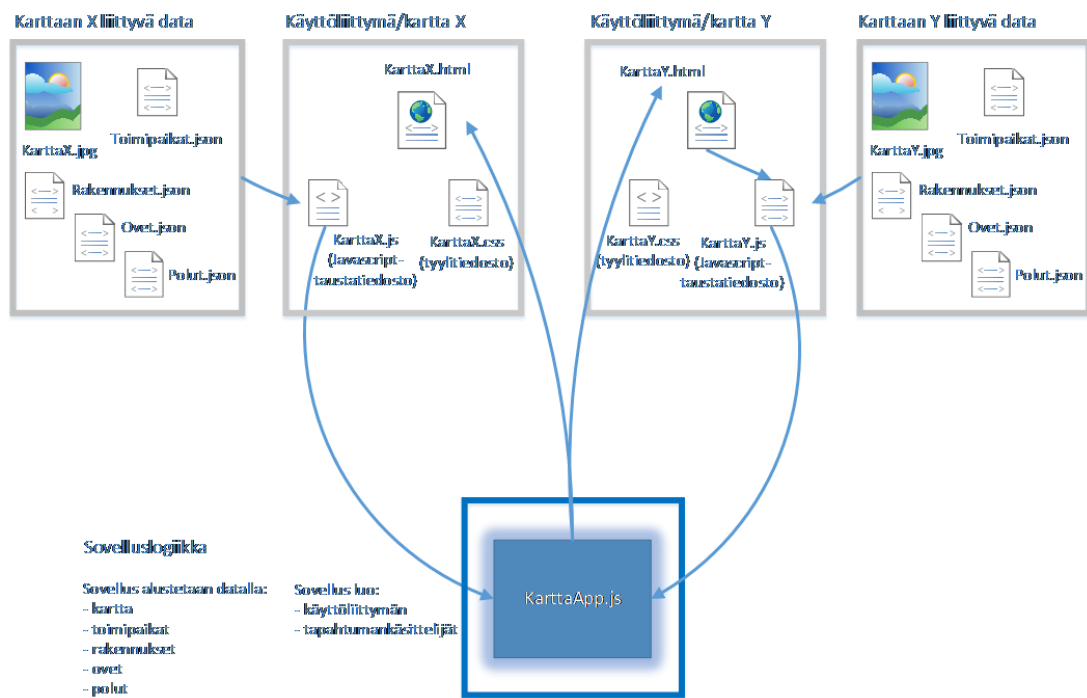 Karttaan X liittyvä data
KarttaX.jpg
Toimipaikat.json
Rakennukset.json
Ovet.json
Polut.json
Käyttöliittymä/kartta X
KarttaX.html
KarttaX.js
(Javascript-
taustatiedosto)
KarttaX.css
(tyylitiedosto)
Käyttöliittymä/kartta Y
KarttaY.html
KarttaY.css
(tyylitiedosto)
KarttaY.js
(Javascript-
taustatiedosto)
Karttaan Y liittyvä data
KarttaY.jpg
Toimipaikat.json
Rakennukset.json
Ovet.json
Polut.json
Sovelluslogiikka
Sovellus alustetaan datalla:
- kartta
- toimipaikat
- rakennukset
- ovet
- polut
Sovellus luo:
- käyttöliittymän
- tapahtumankäsittelijät
KarttaApp.js